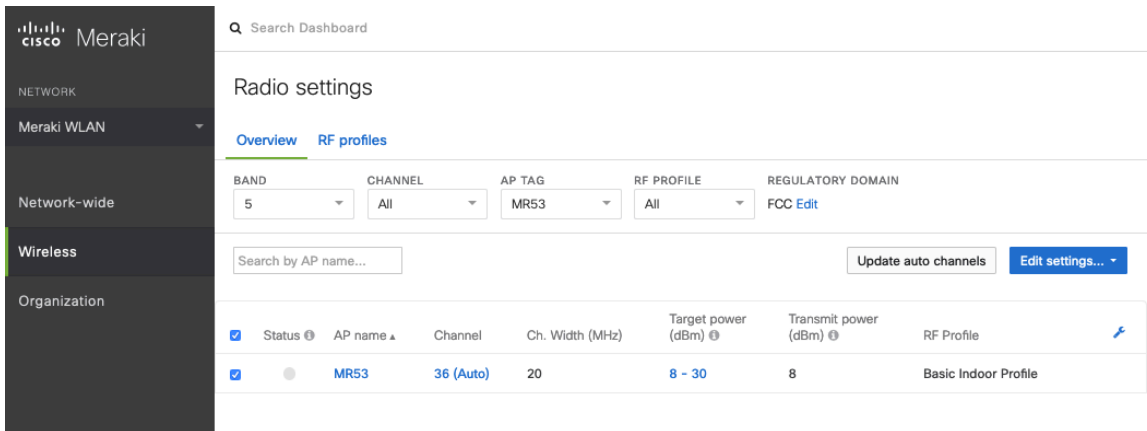 cisco Meraki
Search Dashboard
NETWORK
Meraki WLAN
Network-wide
Wireless
Organization
Radio settings
Overview RF profiles
BAND CHANNEL AP TAG RF PROFILE REGULATORY DOMAIN
5 All MR53 All FCC Edit
Search by AP name... Update auto channels Edit settings...
Status AP name Channel Ch. Width (MHz) Target power (dBm) Transmit power (dBm) RF Profile
MR53 36 (Auto) 20 8 - 30 8 Basic Indoor Profile